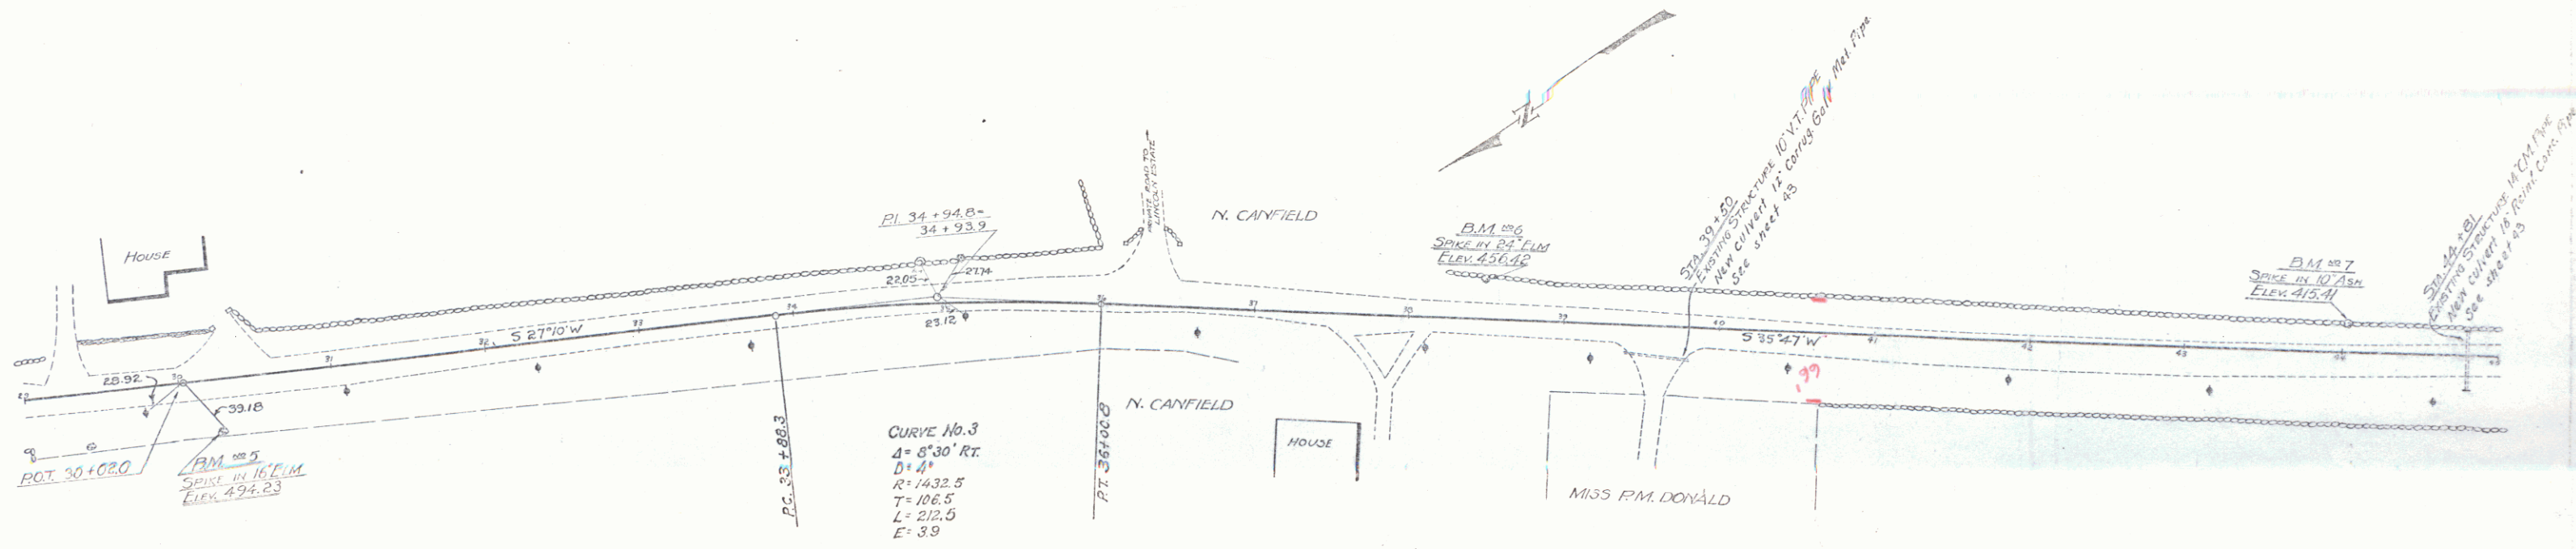 HOUSE
29
28.92
30
39.18
P.O.T. 30+02.0
B.M. No 5
SPIKE IN 16" ELM
ELEV. 494.23
31
32
S 27°10' W
33
34
P.C. 33+88.3
P.I. 34+94.8=
34+93.9
22.05
27.74
35
23.12
CURVE NO. 3
Δ= 8°30' RT.
D= 4°
R= 1432.5
T= 106.5
L= 212.5
E= 3.9
36
P.T. 36+00.8
PRIVATE ROAD TO
LINCOLN ESTATE
N. CANFIELD
N. CANFIELD
37
HOUSE
38
N
B.M. No 6
SPIKE IN 24" ELM
ELEV. 456.42
39
STA. 39+50
EXISTING STRUCTURE 10" V.T. PIPE
New Culvert 12" Corrug. Galv. Met. Pipe.
See sheet 43
40
S 35°47' W
41
66'
MISS P.M. DONALD
42
43
B.M. No 7
SPIKE IN 10" ASH
ELEV. 415.41
44
STA. 44+81
EXISTING STRUCTURE 14" C.M. PIPE
New culvert 18" Reinf. Conc. Pipe
See sheet 43
45